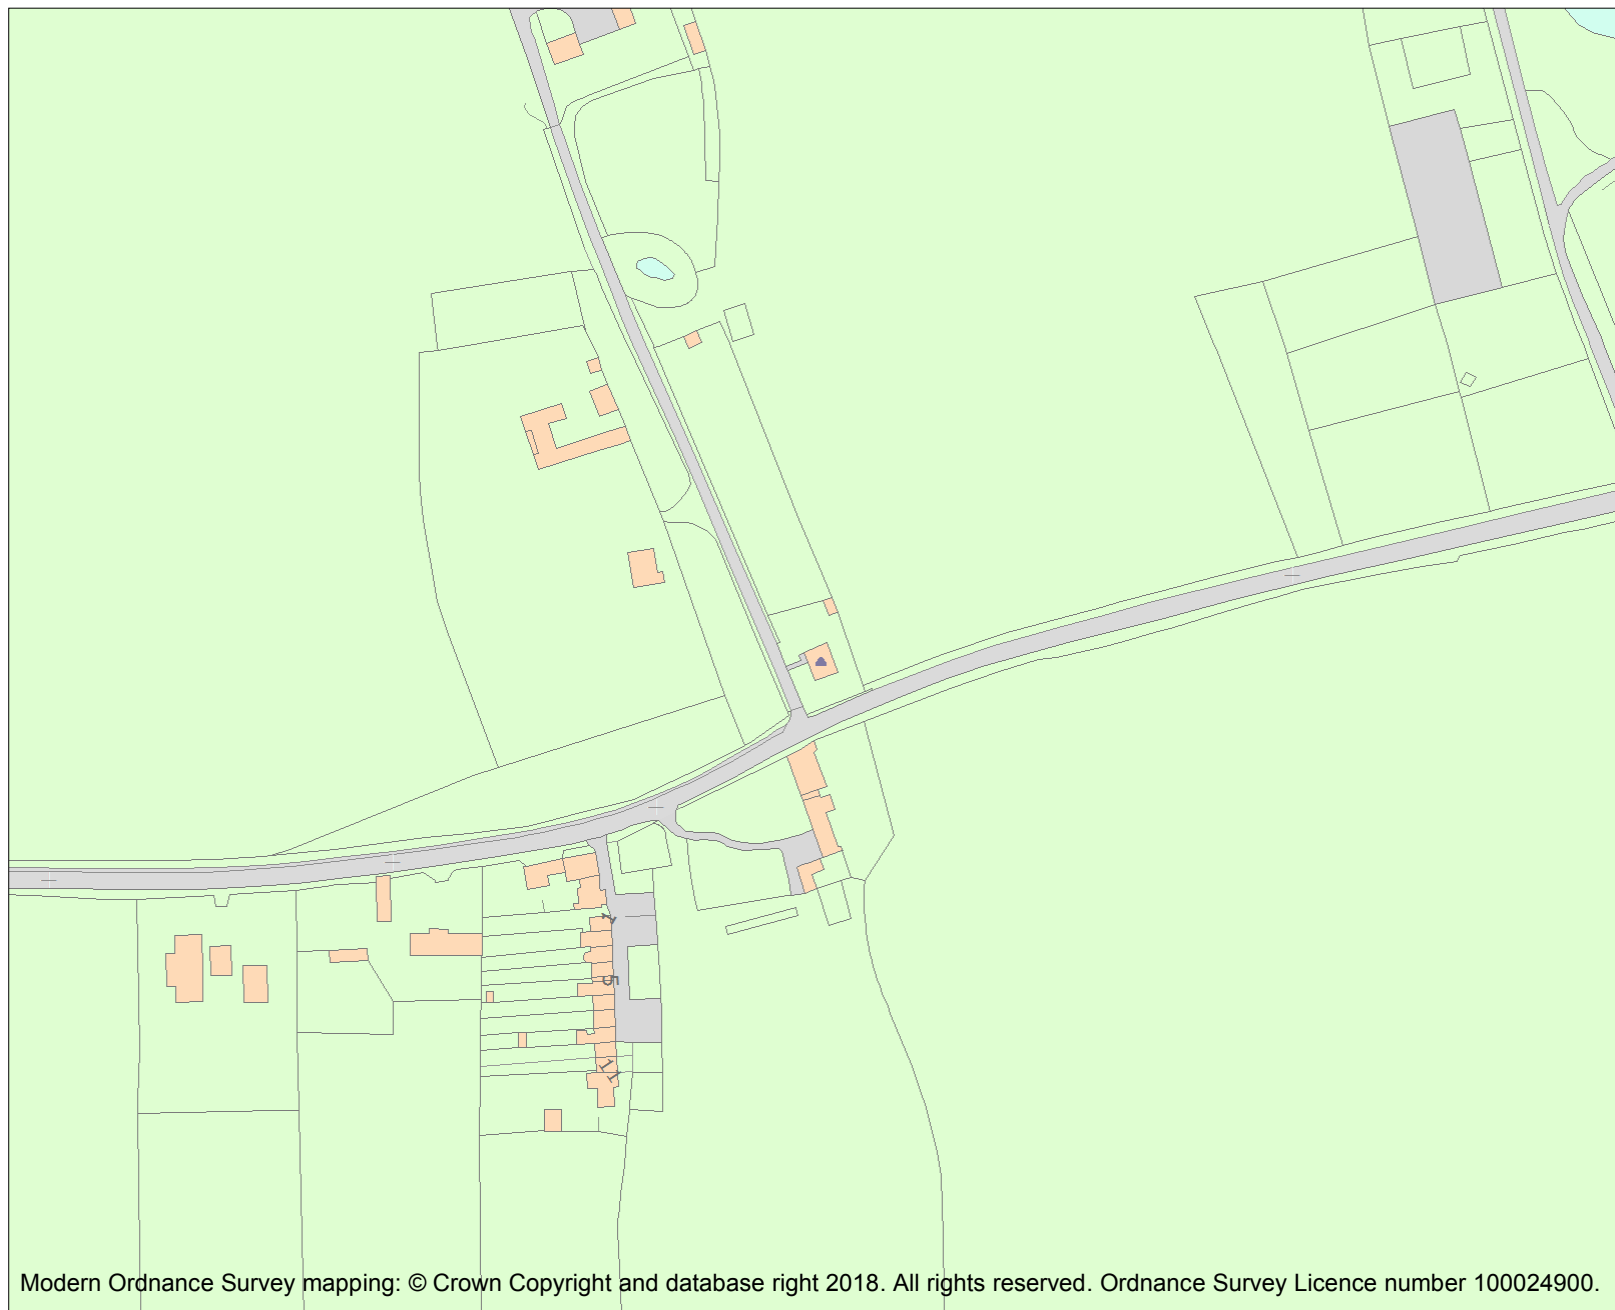 1
5
11
Modern Ordnance Survey mapping: © Crown Copyright and database right 2018. All rights reserved. Ordnance Survey Licence number 100024900.